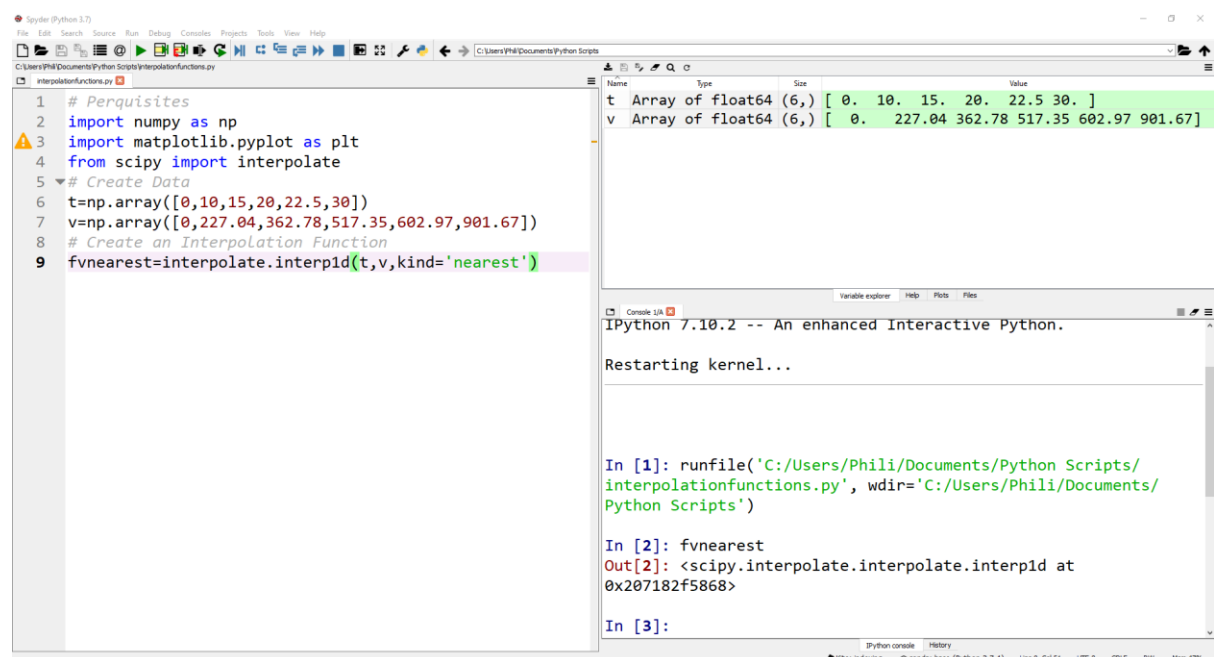 Spyder (Python 3.7)
File Edit Search Source Run Debug Consoles Projects Tools View Help
C:\Users\Phili\Documents\Python Scripts
C:\Users\Phili\Documents\Python Scripts\interpolationfunctions.py
interpolationfunctions.py
1 # Perquisites
2 import numpy as np
3 import matplotlib.pyplot as plt
4 from scipy import interpolate
5 # Create Data
6 t=np.array([0,10,15,20,22.5,30])
7 v=np.array([0,227.04,362.78,517.35,602.97,901.67])
8 # Create an Interpolation Function
9 fvnearest=interpolate.interp1d(t,v,kind='nearest')
Name Type Size Value
t Array of float64 (6,) [ 0. 10. 15. 20. 22.5 30. ]
v Array of float64 (6,) [ 0. 227.04 362.78 517.35 602.97 901.67]
Variable explorer Help Plots Files
Console 1/A
IPython 7.10.2 -- An enhanced Interactive Python.
Restarting kernel...
In [1]: runfile('C:/Users/Phili/Documents/Python Scripts/
interpolationfunctions.py', wdir='C:/Users/Phili/Documents/
Python Scripts')
In [2]: fvnearest
Out[2]: <scipy.interpolate.interpolate.interp1d at
0x207182f5868>
In [3]:
IPython console History